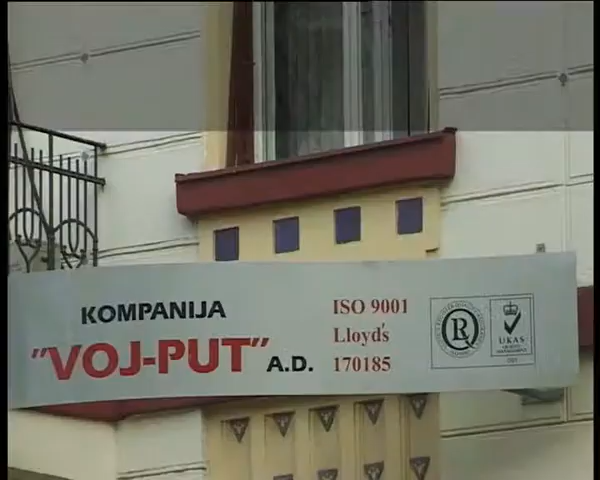 KOMPANIJA
"VOJ-PUT" A.D.
ISO 9001
Lloyd's
170185
R
UKAS